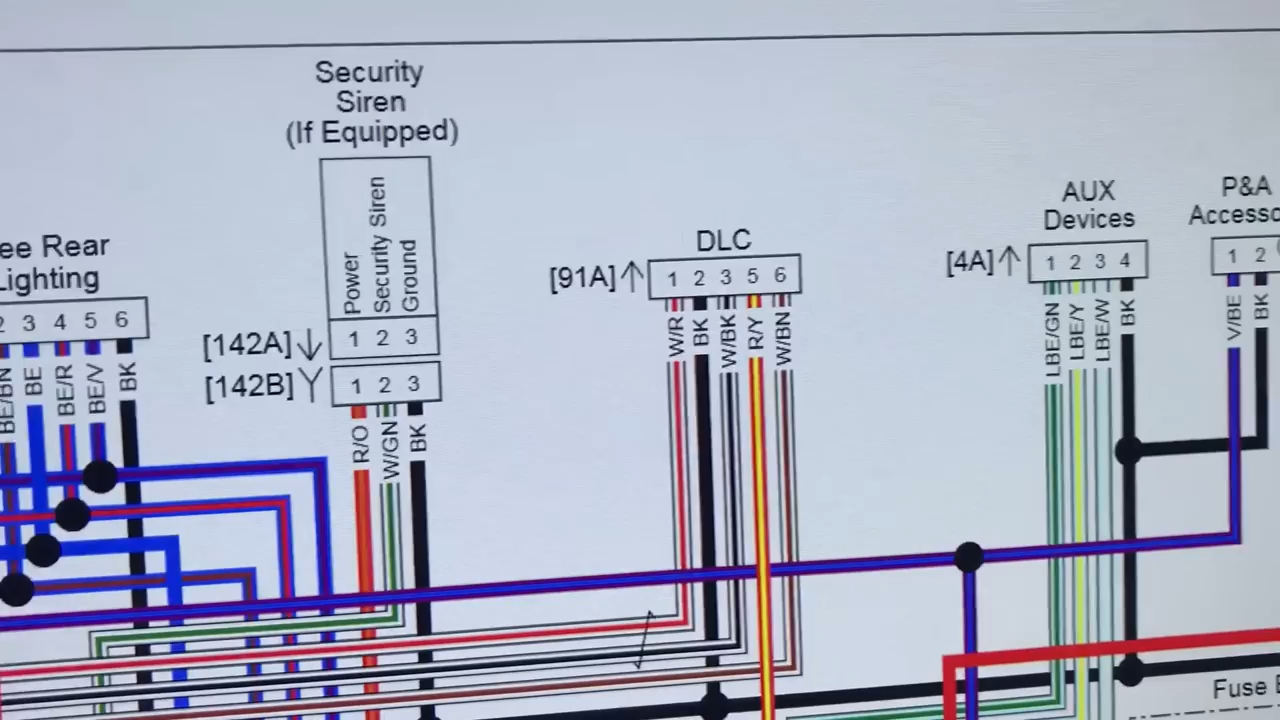 Security
Siren
(If Equipped)
Power
Security Siren
Ground
[142A] 1 2 3
[142B] 1 2 3
R/O
W/GN
BK
ee Rear
Lighting
2 3 4 5 6
BE/BN
BE
BE/R
BE/V
BK
DLC
[91A] 1 2 3 5 6
W/R
BK
W/BK
R/Y
W/BN
AUX
Devices
[4A] 1 2 3 4
LBE/GN
LBE/Y
LBE/W
BK
P&A
Accesso
1 2
V/BE
BK
Fuse